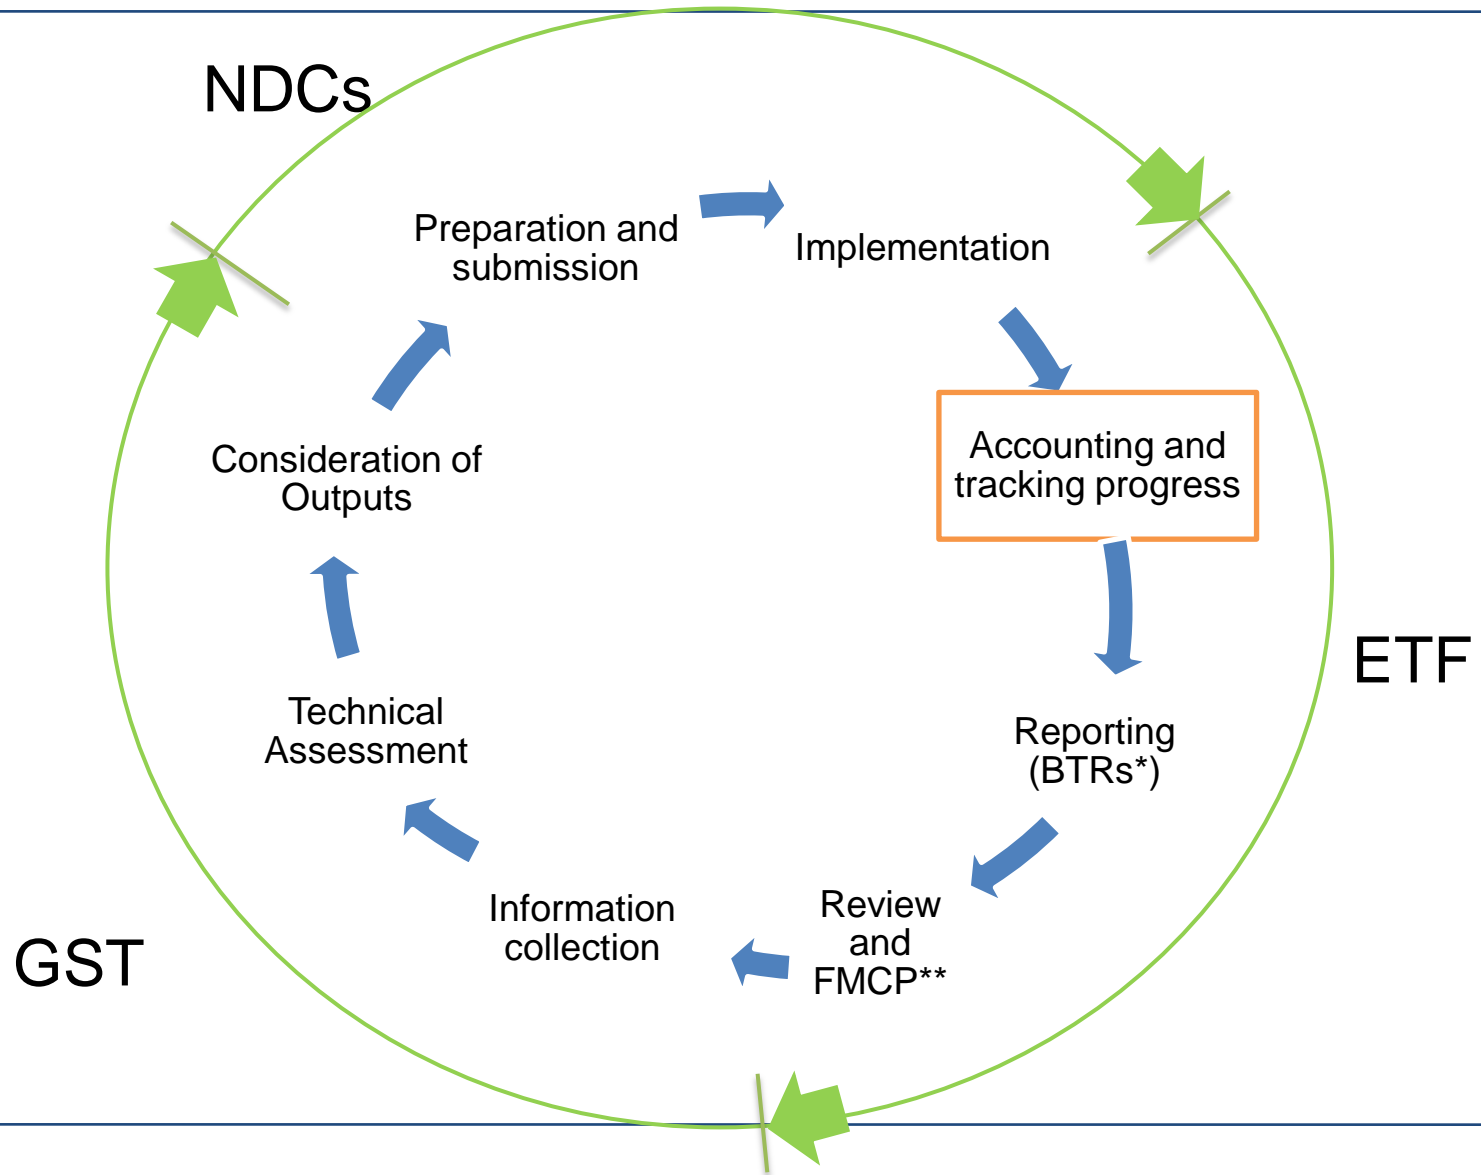 NDCs
Preparation and
submission
Implementation
Accounting and
tracking progress
ETF
Reporting
(BTRs*)
Review
and
FMCP**
Information
collection
GST
Technical
Assessment
Consideration of
Outputs